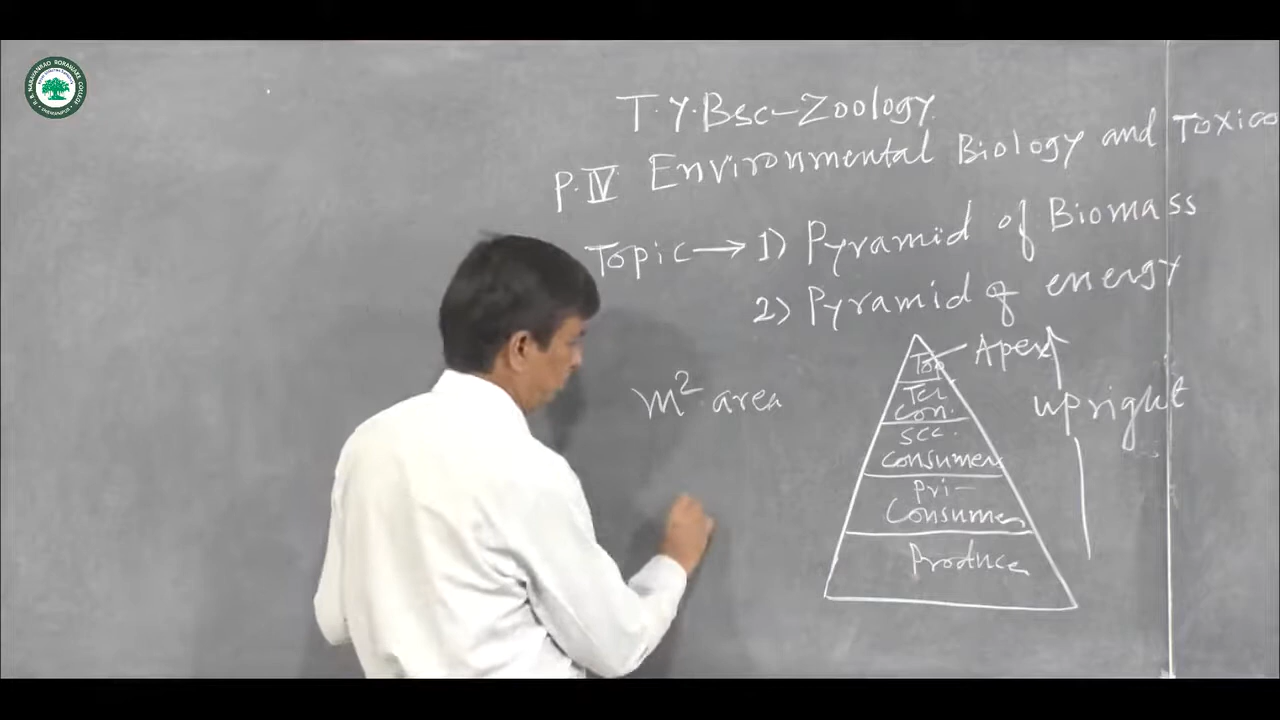 T.Y.Bsc-Zoology
P.IV Environmental Biology and Toxico
Topic → 1) Pyramid of Biomass
2) Pyramid of energy
Apex
Top
Ter
con.
upright
m² area
Sec.
Consumer
Pri-
Consumer
Produce